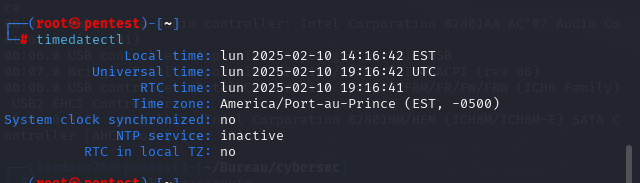 ┌──(root㉿pentest)-[~]
└─# timedatectl
Local time: lun 2025-02-10 14:16:42 EST
Universal time: lun 2025-02-10 19:16:42 UTC
RTC time: lun 2025-02-10 19:16:41
Time zone: America/Port-au-Prince (EST, -0500)
System clock synchronized: no
NTP service: inactive
RTC in local TZ: no
(root㉿pentest)-[~]